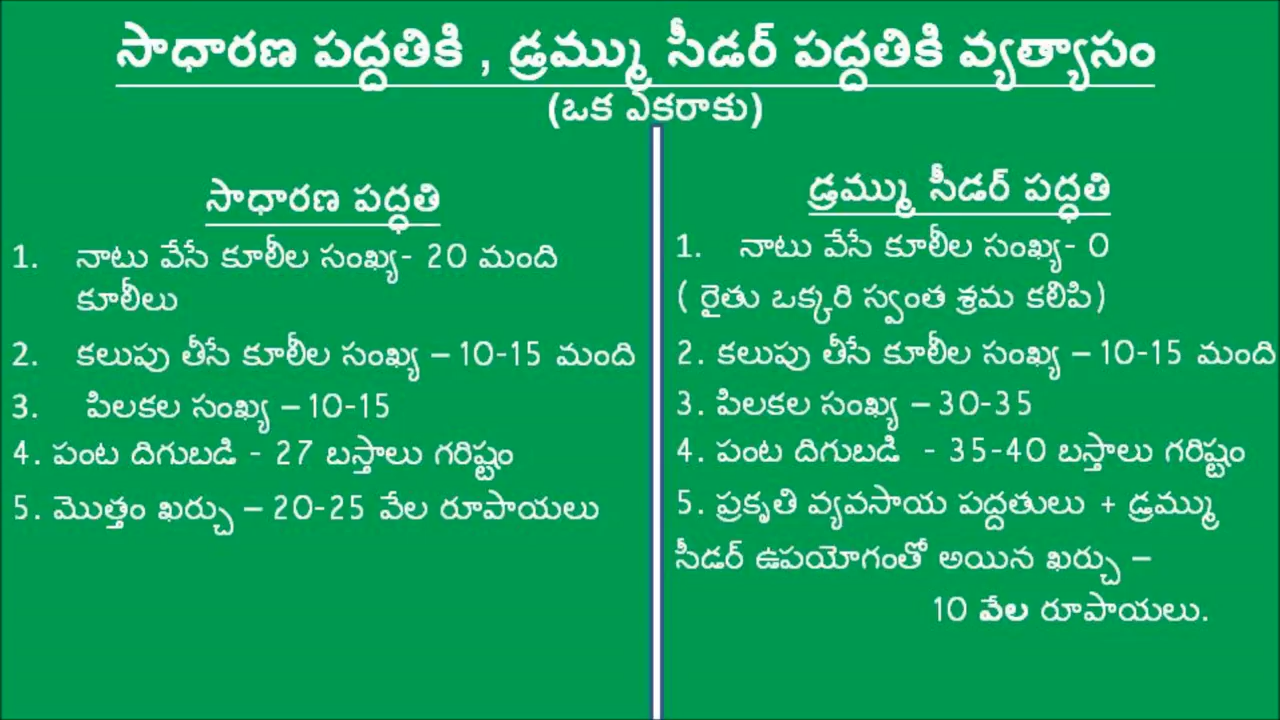 సాధారణ పద్దతికి , డ్రమ్ము సీడర్ పద్దతికి వ్యత్యాసం
(ఒక ఎకరాకు)
సాధారణ పద్ధతి
1. నాటు వేసే కూలీల సంఖ్య- 20 మంది
కూలీలు
2. కలుపు తీసే కూలీల సంఖ్య – 10-15 మంది
3. పిలకల సంఖ్య – 10-15
4. పంట దిగుబడి - 27 బస్తాలు గరిష్టం
5. మొత్తం ఖర్చు – 20-25 వేల రూపాయలు
డ్రమ్ము సీడర్ పద్ధతి
1. నాటు వేసే కూలీల సంఖ్య- 0
( రైతు ఒక్కరి స్వంత శ్రమ కలిపి)
2. కలుపు తీసే కూలీల సంఖ్య – 10-15 మంది
3. పిలకల సంఖ్య – 30-35
4. పంట దిగుబడి - 35-40 బస్తాలు గరిష్టం
5. ప్రకృతి వ్యవసాయ పద్దతులు + డ్రమ్ము
సీడర్ ఉపయోగంతో అయిన ఖర్చు –
10 వేల రూపాయలు.